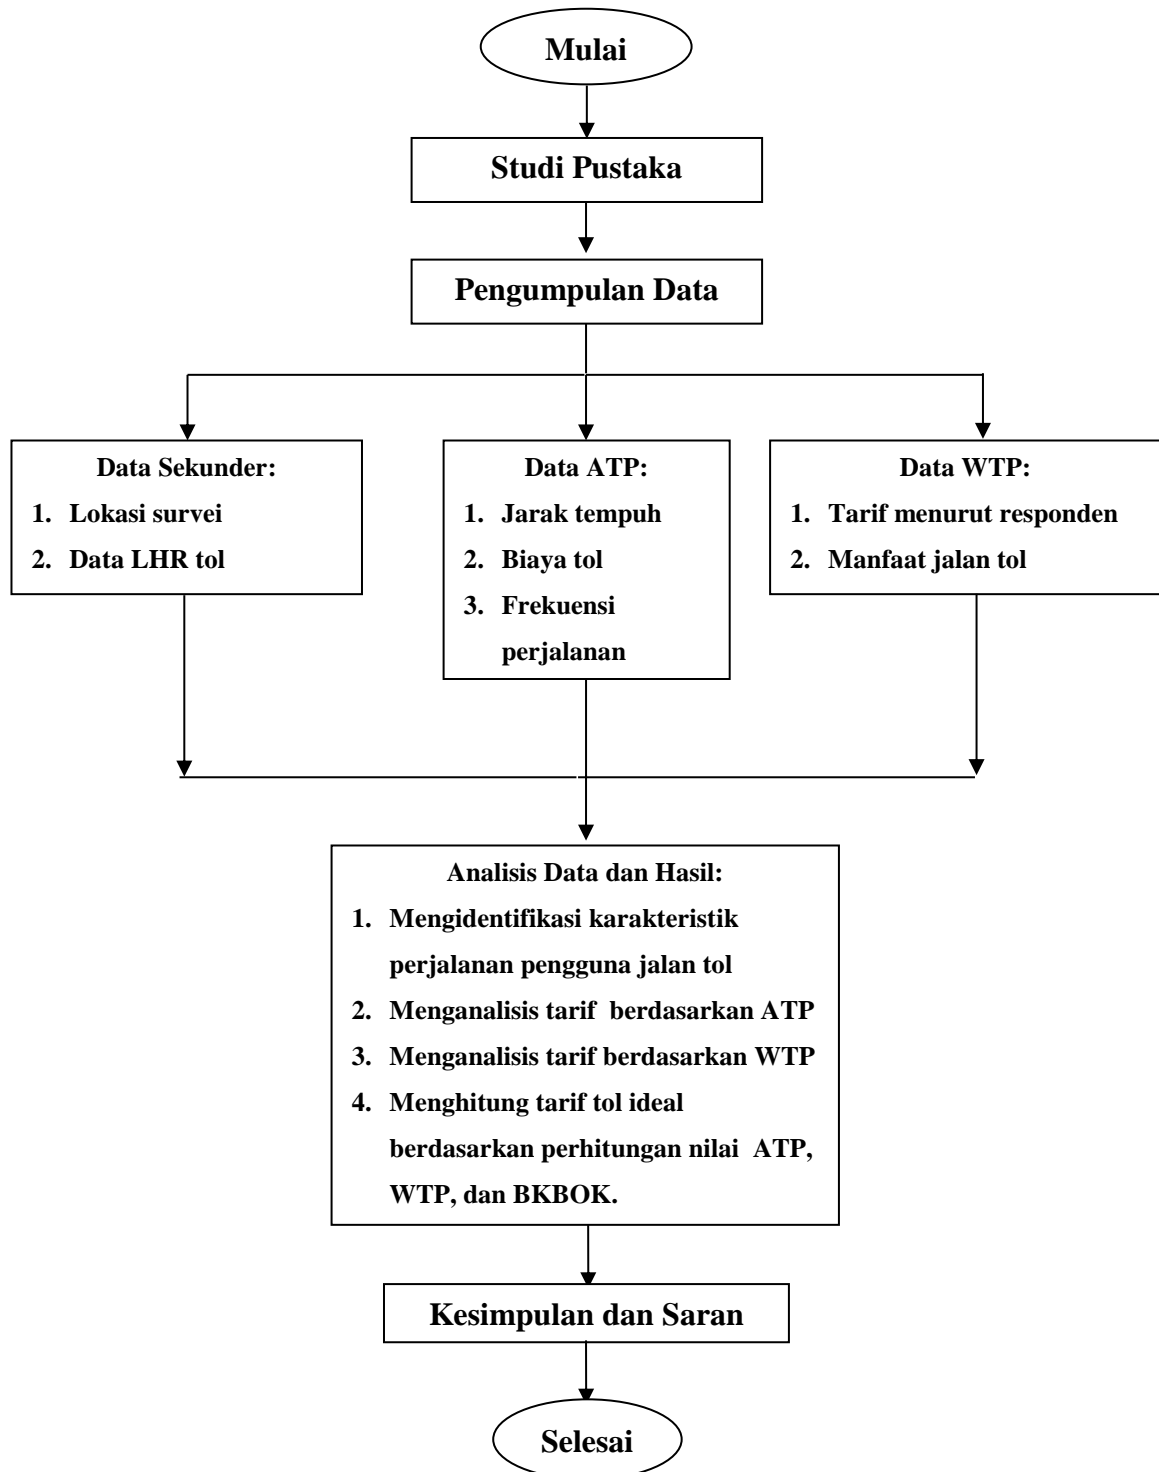 Mulai
Studi Pustaka
Pengumpulan Data
Data Sekunder:
1. Lokasi survei
2. Data LHR tol
Data ATP:
1. Jarak tempuh
2. Biaya tol
3. Frekuensi
perjalanan
Data WTP:
1. Tarif menurut responden
2. Manfaat jalan tol
Analisis Data dan Hasil:
1. Mengidentifikasi karakteristik
perjalanan pengguna jalan tol
2. Menganalisis tarif berdasarkan ATP
3. Menganalisis tarif berdasarkan WTP
4. Menghitung tarif tol ideal
berdasarkan perhitungan nilai ATP,
WTP, dan BKBOK.
Kesimpulan dan Saran
Selesai